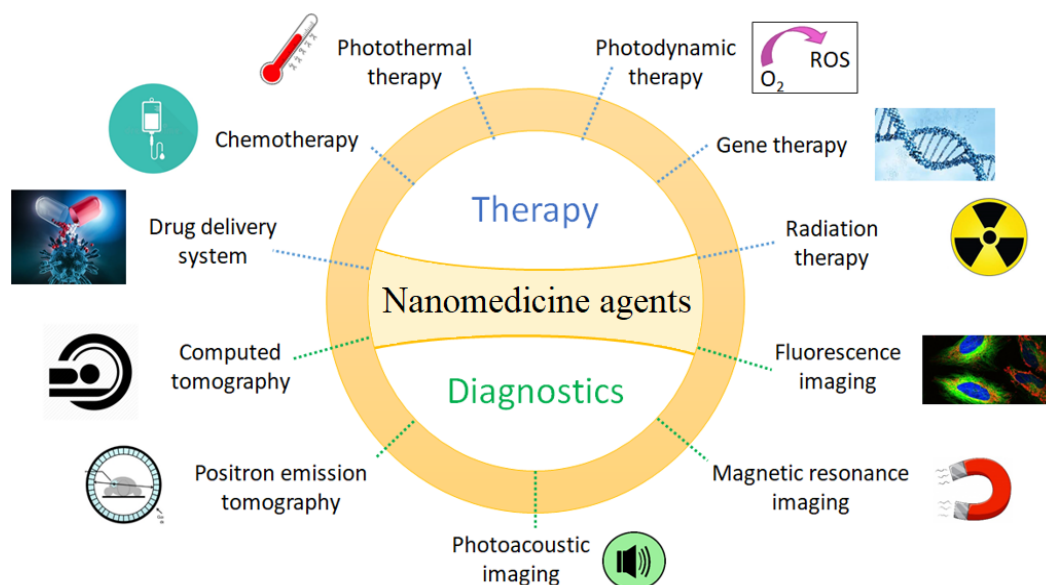 Photothermal
therapy
Photodynamic
therapy
O₂
ROS
Chemotherapy
Gene therapy
Therapy
Drug delivery
system
Radiation
therapy
Nanomedicine agents
Computed
tomography
Fluorescence
imaging
Diagnostics
Positron emission
tomography
Magnetic resonance
imaging
Photoacoustic
imaging